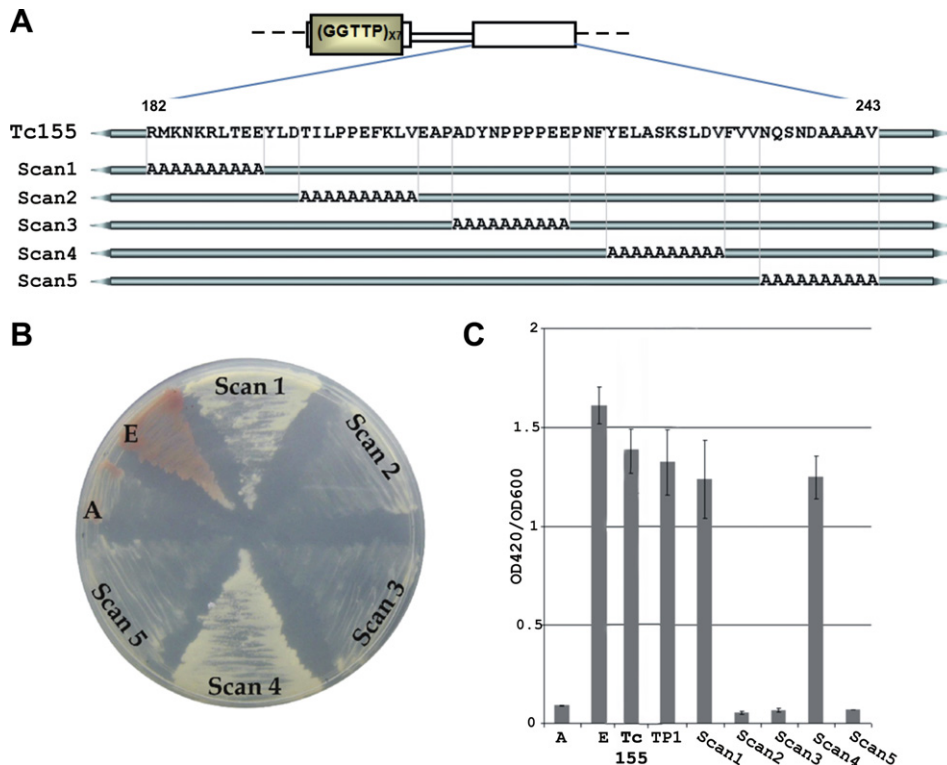 A
(GGTTP)x7
182 243
Tc155 RMKNKRLTEEYLDTILPPEFKLVEAPADYNPPPPEEPNFYELASKSLDVFVVNQSNDAAAAV
Scan1 AAAAAAAAAA
Scan2 AAAAAAAAAA
Scan3 AAAAAAAAAA
Scan4 AAAAAAAAAA
Scan5 AAAAAAAAAA
B
Scan 1
E
Scan 2
A
Scan 5
Scan 3
Scan 4
C
2
1.5
1
0.5
0
OD420/OD600
A E Tc 155 TP1 Scan1 Scan2 Scan3 Scan4 Scan5